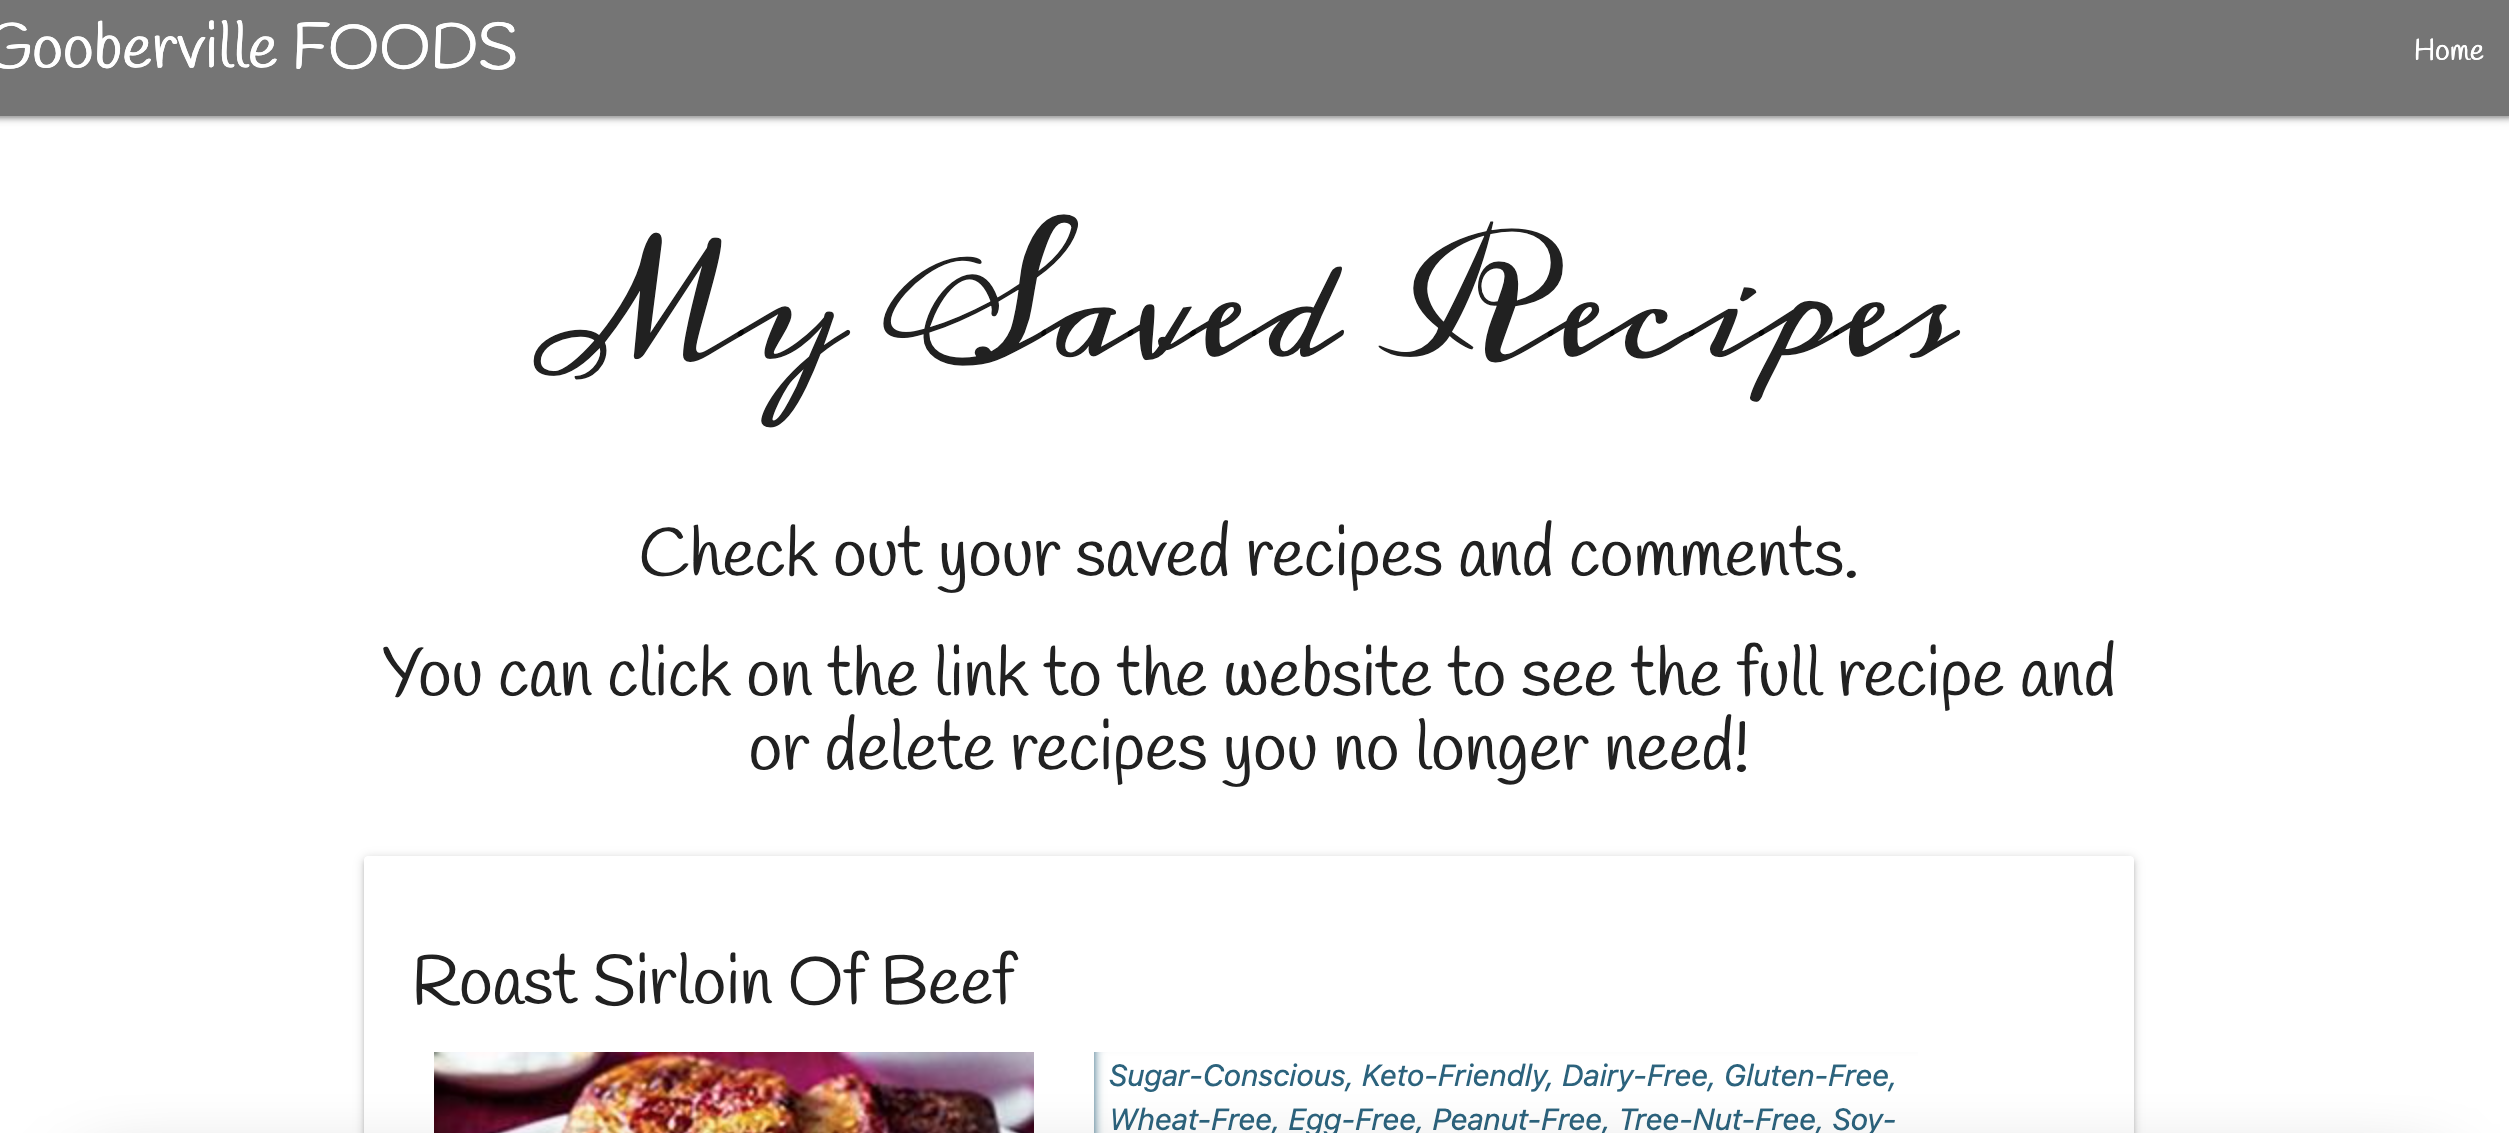 Gooberville FOODS
Home
My Saved Recipes
Check out your saved recipes and comments.
You can click on the link to the website to see the full recipe and
or delete recipes you no longer need!
Roast Sirloin Of Beef
Sugar-Conscious, Keto-Friendly, Dairy-Free, Gluten-Free,
Wheat-Free, Egg-Free, Peanut-Free, Tree-Nut-Free, Soy-